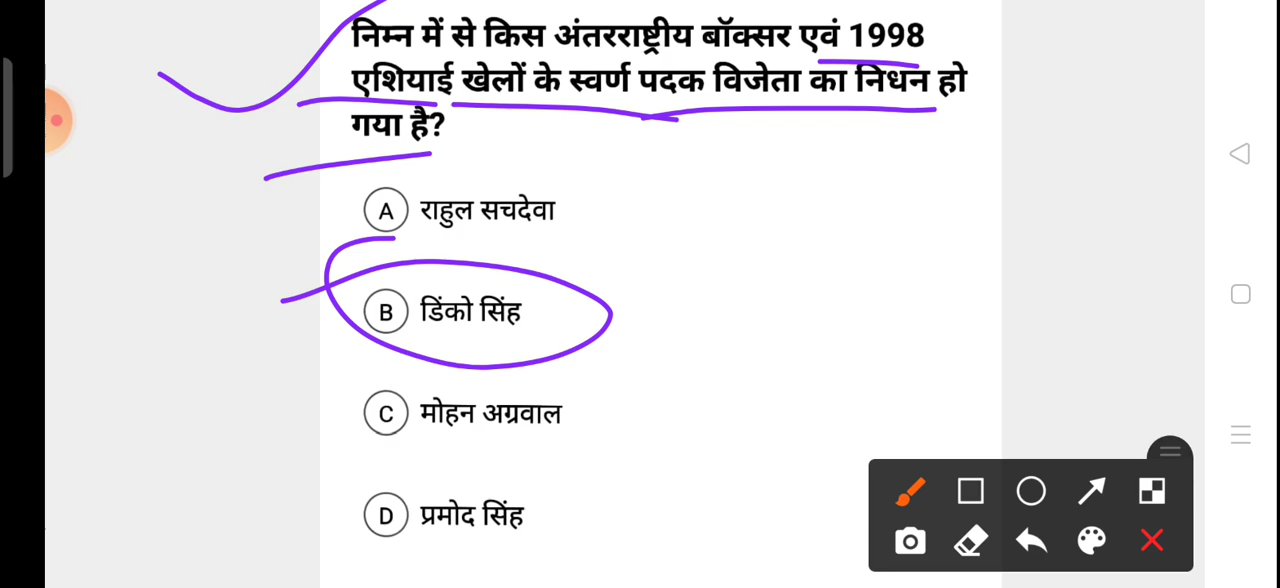 निम्न में से किस अंतरराष्ट्रीय बॉक्सर एवं 1998
एशियाई खेलों के स्वर्ण पदक विजेता का निधन हो
गया है?
A राहुल सचदेवा
B डिंको सिंह
C मोहन अग्रवाल
D प्रमोद सिंह